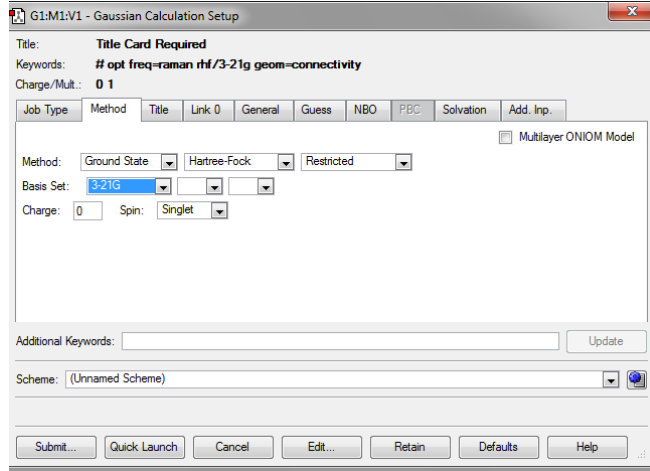 G1:M1:V1 - Gaussian Calculation Setup
Title: Title Card Required
Keywords: # opt freq=raman rhf/3-21g geom=connectivity
Charge/Mult.: 0 1
Job Type Method Title Link 0 General Guess NBO PBC Solvation Add. Inp.
Multilayer ONIOM Model
Method: Ground State Hartree-Fock Restricted
Basis Set: 3-21G
Charge: 0 Spin: Singlet
Additional Keywords: Update
Scheme: (Unnamed Scheme)
Submit... Quick Launch Cancel Edit... Retain Defaults Help